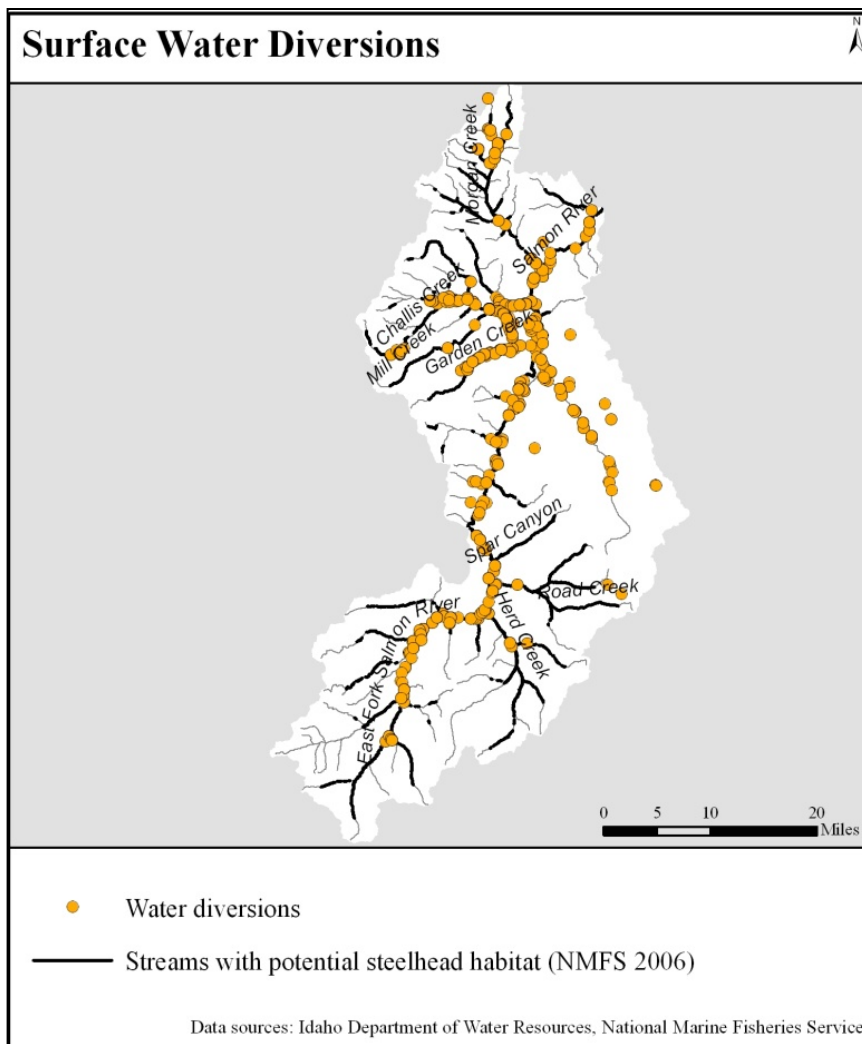 Surface Water Diversions
N
Morgan Creek
Salmon River
Challis Creek
Mill Creek
Garden Creek
Spar Canyon
Road Creek
Herd Creek
East Fork Salmon River
0 5 10 20
Miles
Water diversions
Streams with potential steelhead habitat (NMFS 2006)
Data sources: Idaho Department of Water Resources, National Marine Fisheries Service